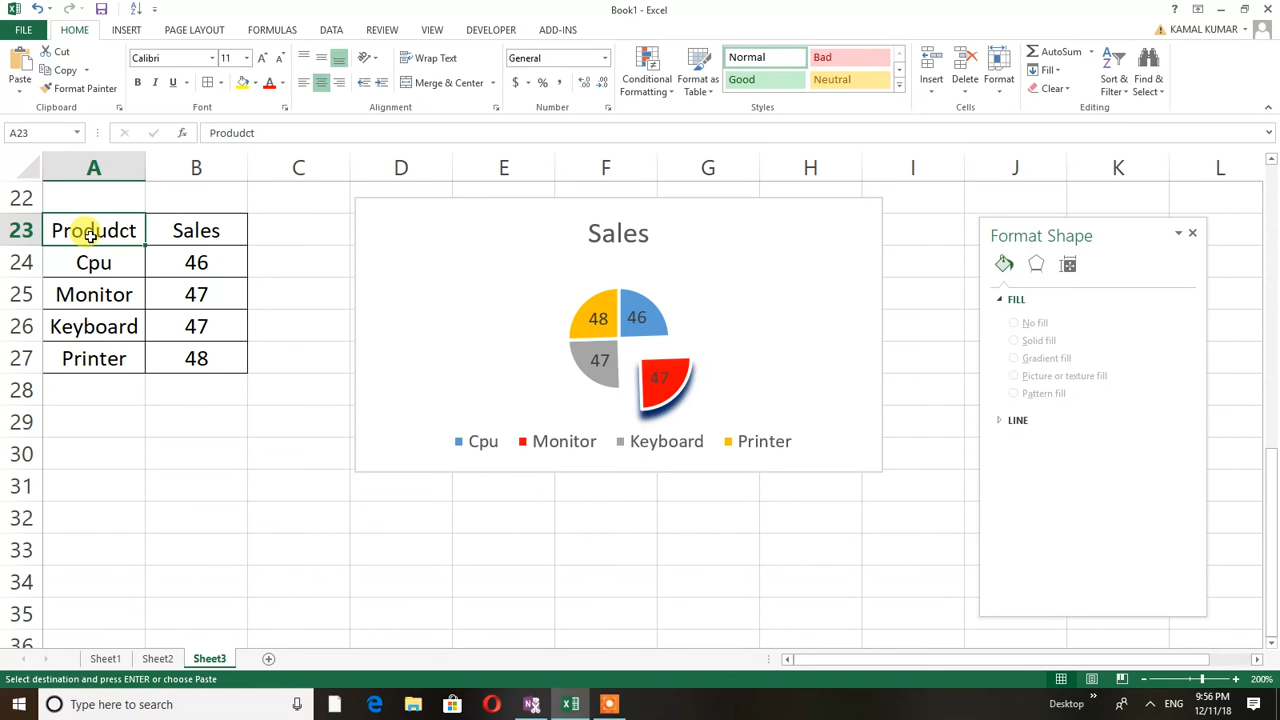 Book1 - Excel
FILE HOME INSERT PAGE LAYOUT FORMULAS DATA REVIEW VIEW DEVELOPER ADD-INS KAMAL KUMAR
Paste Cut Copy Format Painter
Clipboard
Calibri 11
B I U
Font
Wrap Text
Merge & Center
Alignment
General
$ % ,
Number
Conditional Formatting
Format as Table
Normal Bad
Good Neutral
Styles
Insert Delete Format
Cells
AutoSum
Fill
Clear
Sort & Filter
Find & Select
Editing
A23 fx Produdct
A B C D E F G H I J K L
22
23 Produdct Sales
24 Cpu 46
25 Monitor 47
26 Keyboard 47
27 Printer 48
28
29
30
31
32
33
34
35
36
Sales
48 46
47 47
Cpu Monitor Keyboard Printer
Format Shape
FILL
No fill
Solid fill
Gradient fill
Picture or texture fill
Pattern fill
LINE
Sheet1 Sheet2 Sheet3
Select destination and press ENTER or choose Paste 200%
Type here to search
Desktop
ENG
9:56 PM
12/11/18